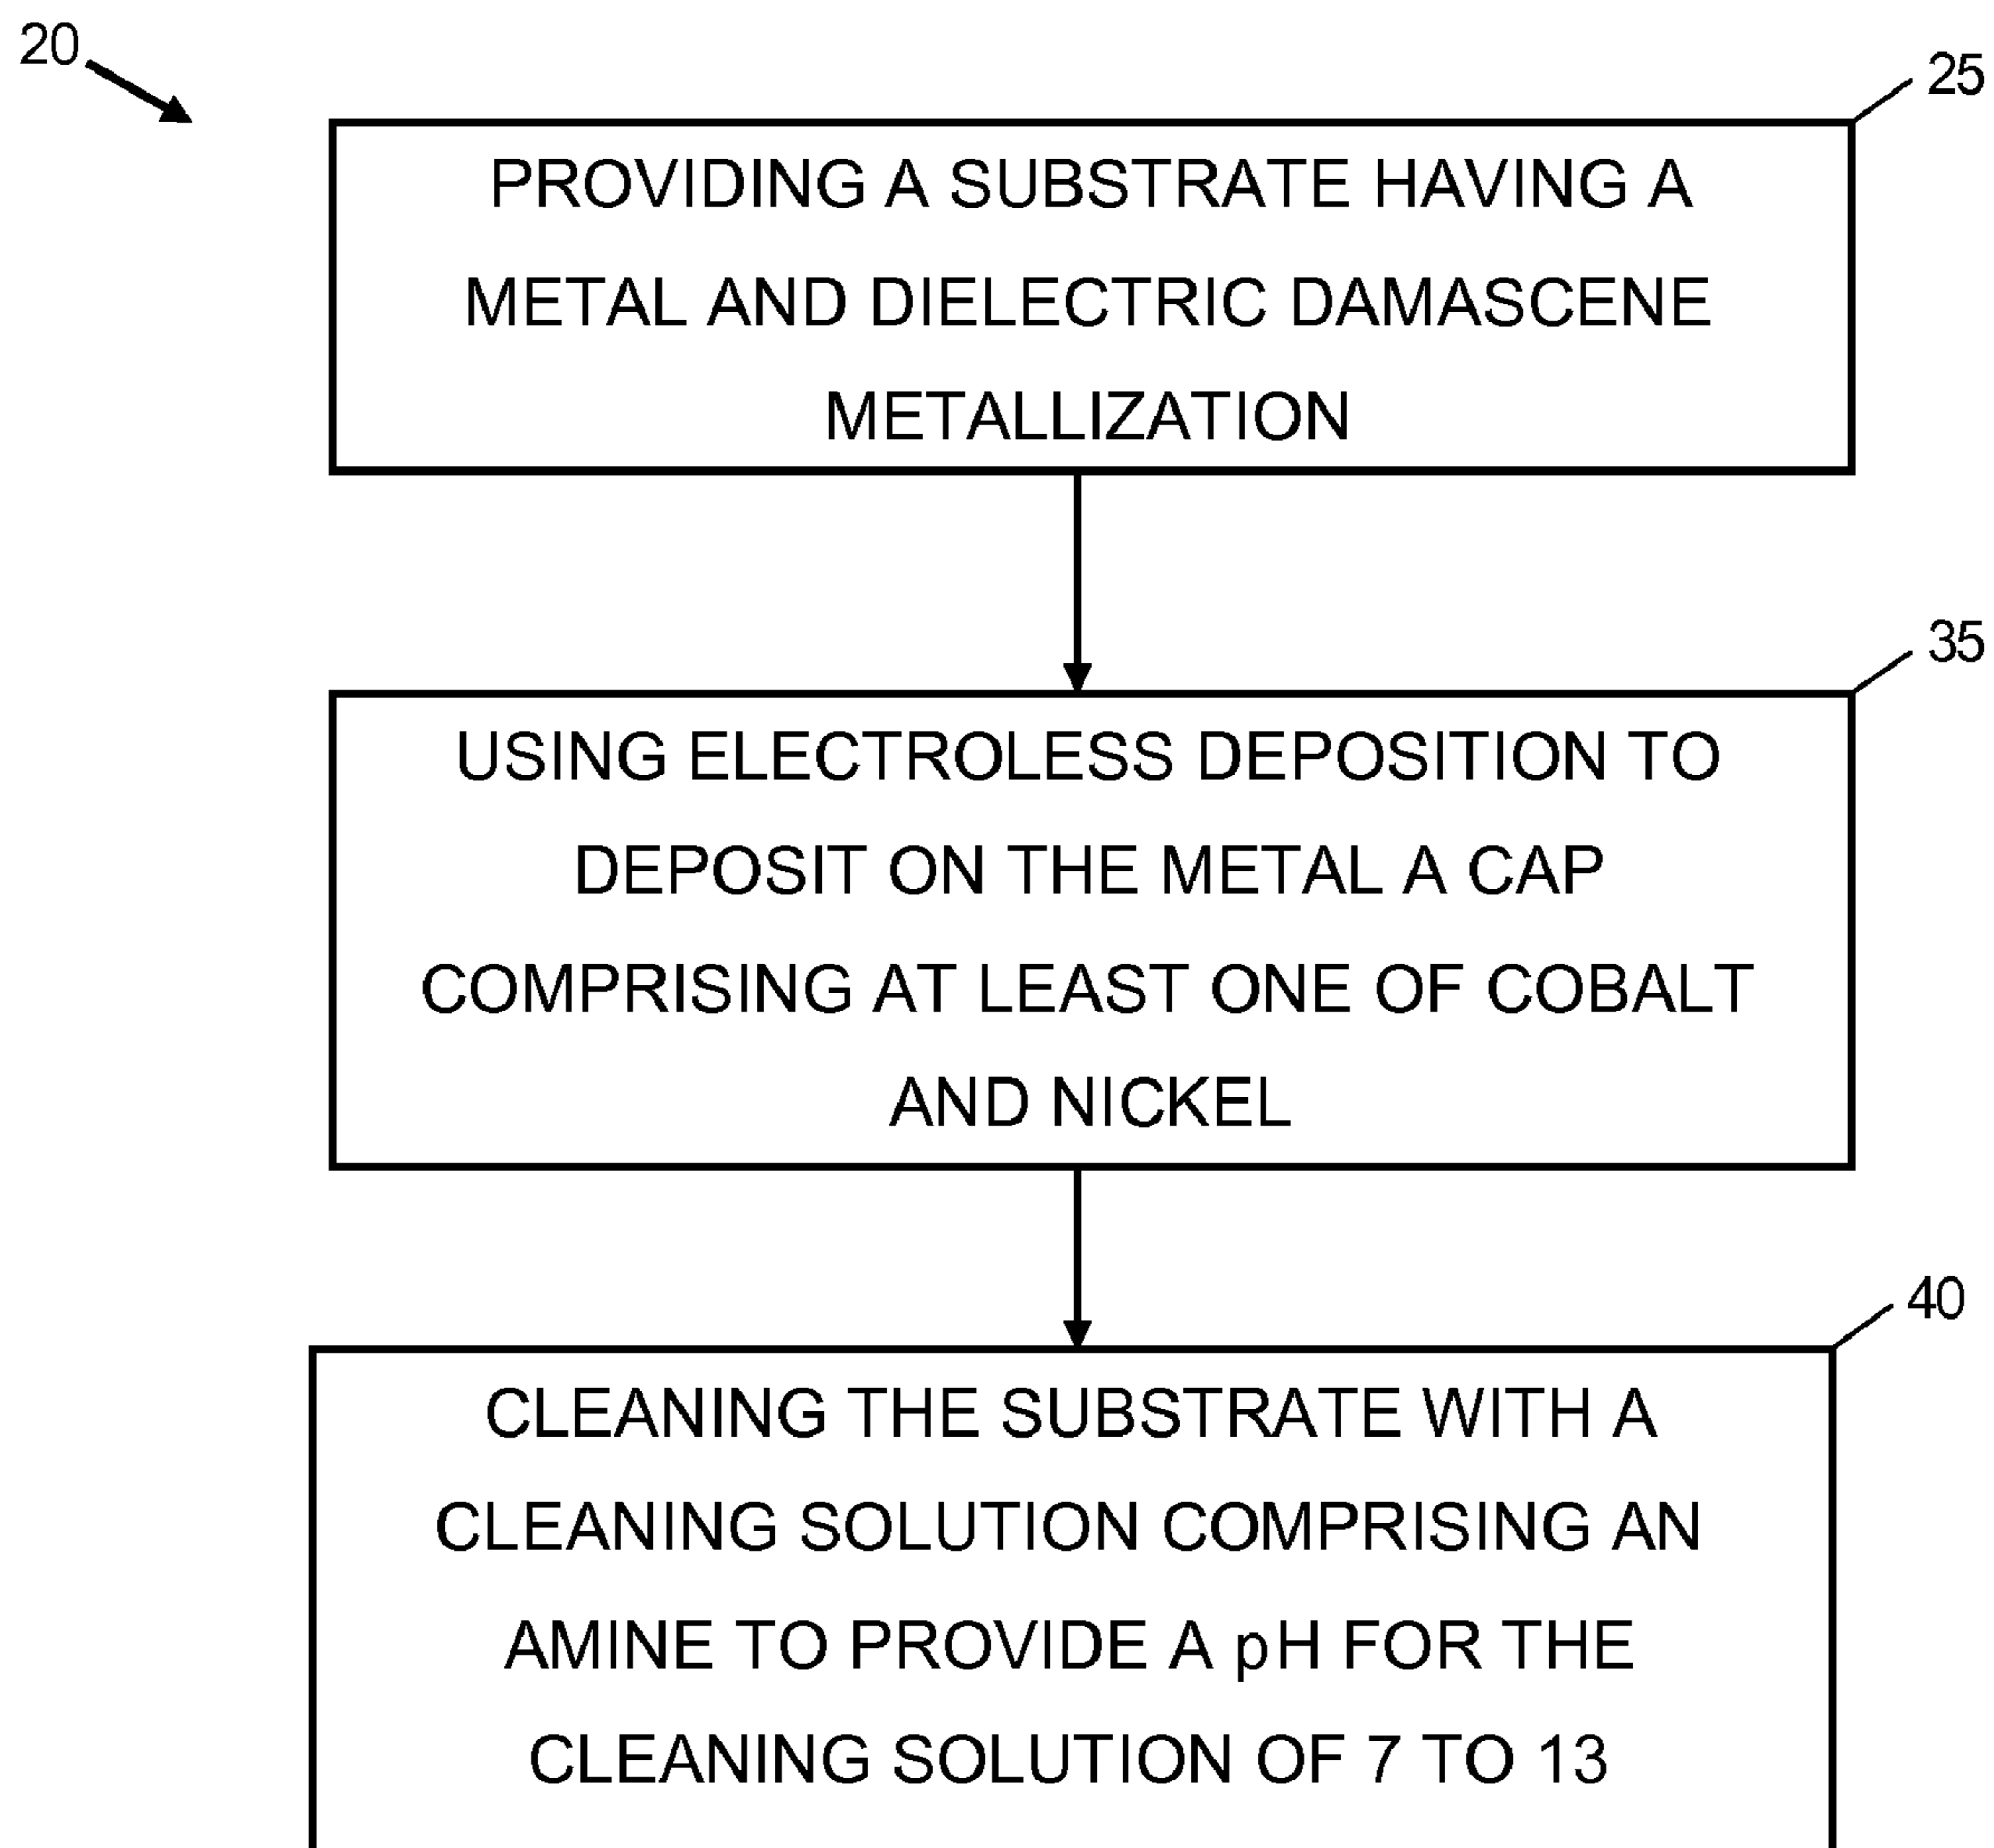 20
25
PROVIDING A SUBSTRATE HAVING A
METAL AND DIELECTRIC DAMASCENE
METALLIZATION
35
USING ELECTROLESS DEPOSITION TO
DEPOSIT ON THE METAL A CAP
COMPRISING AT LEAST ONE OF COBALT
AND NICKEL
40
CLEANING THE SUBSTRATE WITH A
CLEANING SOLUTION COMPRISING AN
AMINE TO PROVIDE A pH FOR THE
CLEANING SOLUTION OF 7 TO 13